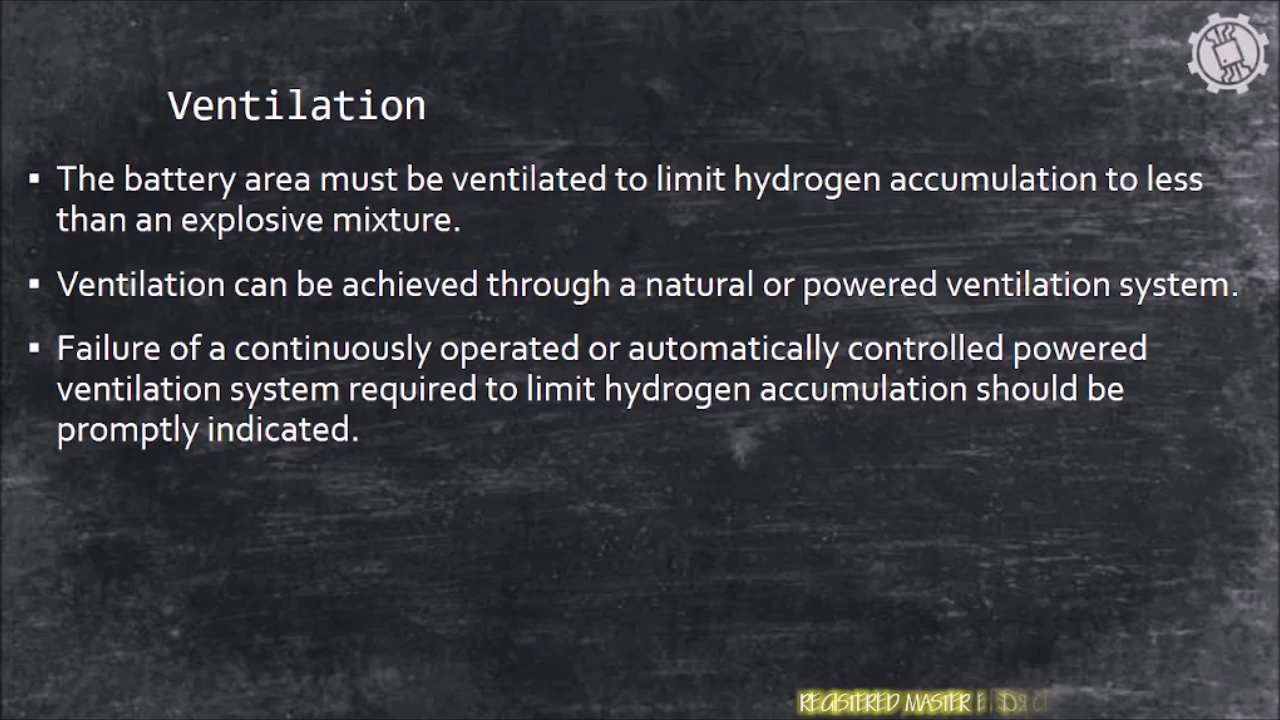 Ventilation
▪ The battery area must be ventilated to limit hydrogen accumulation to less
than an explosive mixture.
▪ Ventilation can be achieved through a natural or powered ventilation system.
▪ Failure of a continuously operated or automatically controlled powered
ventilation system required to limit hydrogen accumulation should be
promptly indicated.
REGISTERED MASTER